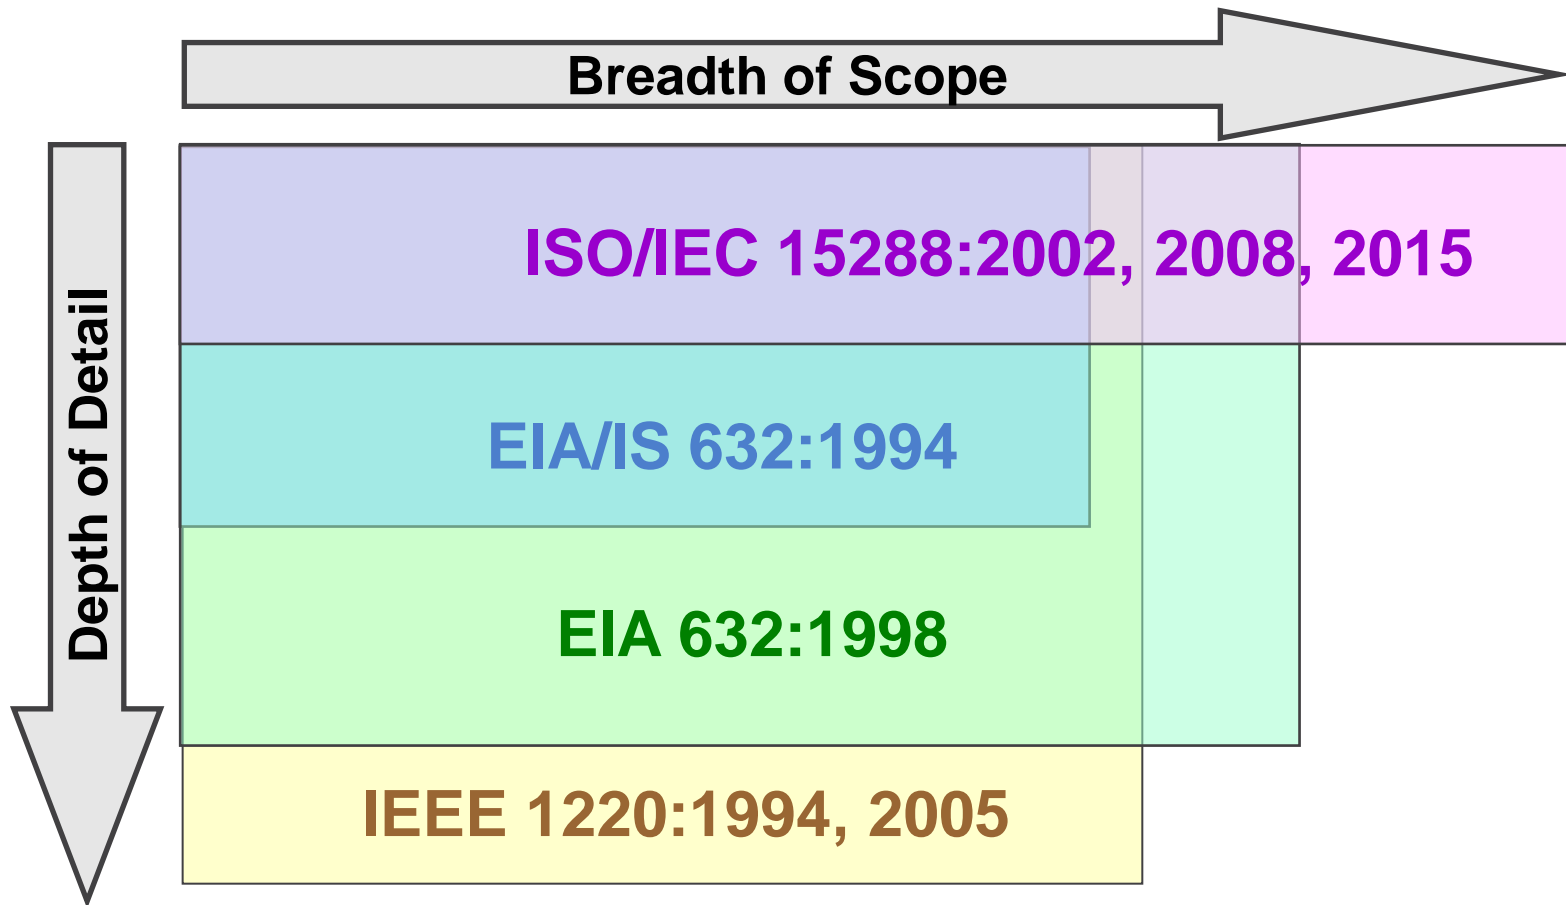 Breadth of Scope
Depth of Detail
ISO/IEC 15288:2002, 2008, 2015
EIA/IS 632:1994
EIA 632:1998
IEEE 1220:1994, 2005